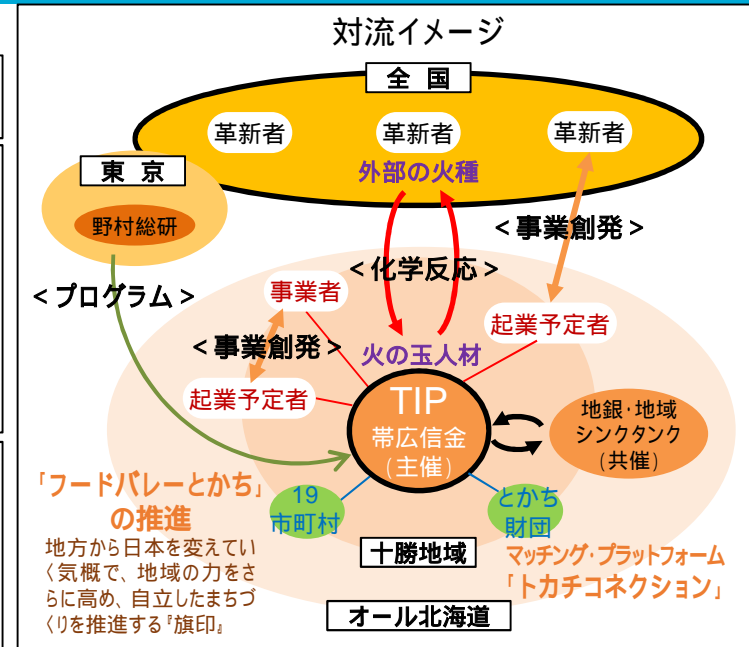 対流イメージ
全 国
革新者
革新者
革新者
外部の火種
東 京
野村総研
<事業創発>
<化学反応>
<プログラム>
事業者
起業予定者
<事業創発>
火の玉人材
起業予定者
TIP
帯広信金
(主催)
地銀・地域
シンクタンク
(共催)
「フードバレーとかち」
の推進
19
市町村
とかち
財団
地方から日本を変えてい
く気概で、地域の力をさ
らに高め、自立したまちづ
くりを推進する『旗印』
十勝地域
マッチング・プラットフォーム
「トカチコネクション」
オール北海道